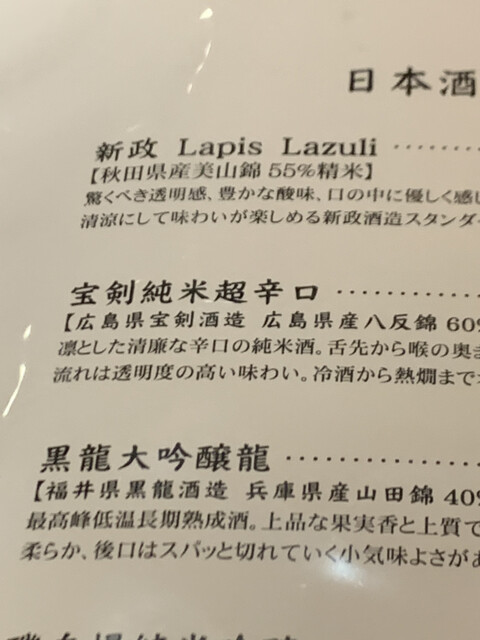 日本酒
新政 Lapis Lazuli ・・・・・・・
【秋田県産美山錦 55%精米】
驚くべき透明感、豊かな酸味、口の中に優しく感じ
清涼にして味わいが楽しめる新政酒造スタンダー
宝剣純米超辛口 ・・・・・・・・・・
【広島県宝剣酒造 広島県産八反錦 60%
凛とした清廉な辛口の純米酒。舌先から喉の奥ま
流れは透明度の高い味わい。冷酒から熱燗まで
黒龍大吟醸龍 ・・・・・・・・・・・・
【福井県黒龍酒造 兵庫県産山田錦 40%
最高峰低温長期熟成酒。上品な果実香と上質で
柔らか、後口はスパッと切れていく小気味よさがあ